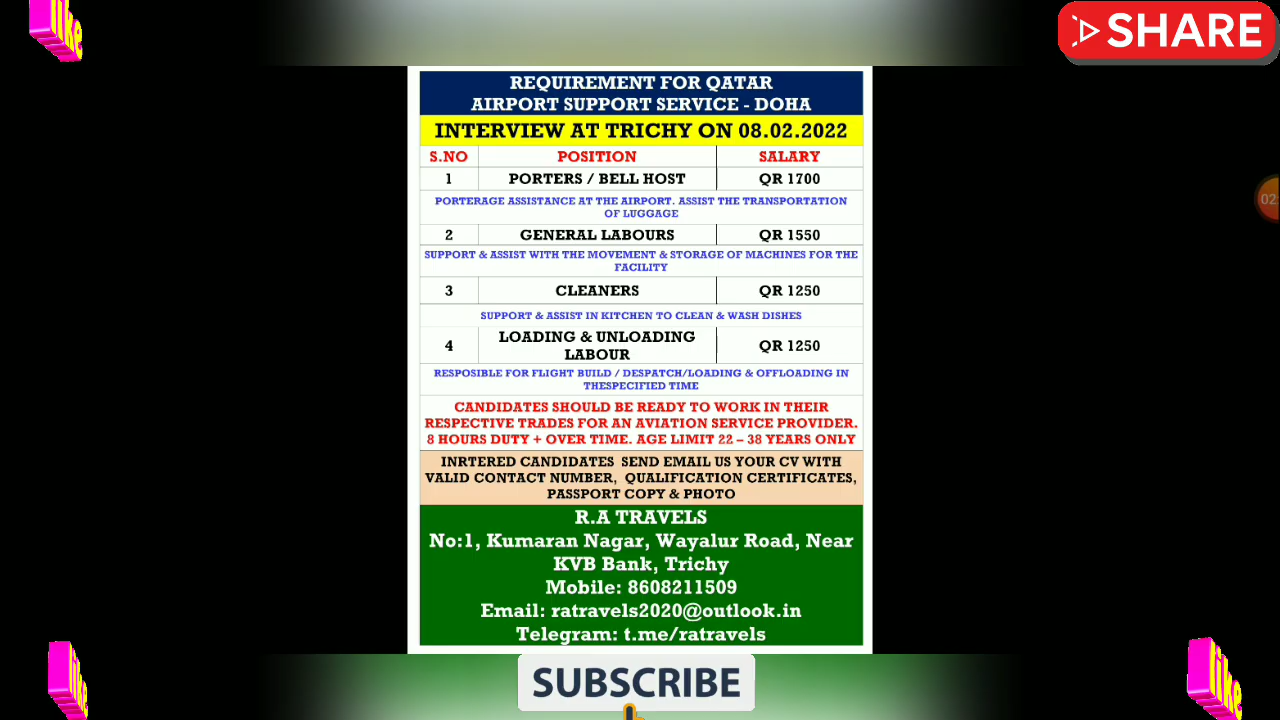 like
SHARE
REQUIREMENT FOR QATAR
AIRPORT SUPPORT SERVICE - DOHA
INTERVIEW AT TRICHY ON 08.02.2022
S.NO POSITION SALARY
1 PORTERS / BELL HOST QR 1700
PORTERAGE ASSISTANCE AT THE AIRPORT. ASSIST THE TRANSPORTATION
OF LUGGAGE
2 GENERAL LABOURS QR 1550
SUPPORT & ASSIST WITH THE MOVEMENT & STORAGE OF MACHINES FOR THE
FACILITY
3 CLEANERS QR 1250
SUPPORT & ASSIST IN KITCHEN TO CLEAN & WASH DISHES
4 LOADING & UNLOADING
LABOUR QR 1250
RESPOSIBLE FOR FLIGHT BUILD / DESPATCH/LOADING & OFFLOADING IN
THESPECIFIED TIME
CANDIDATES SHOULD BE READY TO WORK IN THEIR
RESPECTIVE TRADES FOR AN AVIATION SERVICE PROVIDER.
8 HOURS DUTY + OVER TIME. AGE LIMIT 22 – 38 YEARS ONLY
INRTERED CANDIDATES SEND EMAIL US YOUR CV WITH
VALID CONTACT NUMBER, QUALIFICATION CERTIFICATES,
PASSPORT COPY & PHOTO
R.A TRAVELS
No:1, Kumaran Nagar, Wayalur Road, Near
KVB Bank, Trichy
Mobile: 8608211509
Email: ratravels2020@outlook.in
Telegram: t.me/ratravels
02
like
SUBSCRIBE
like